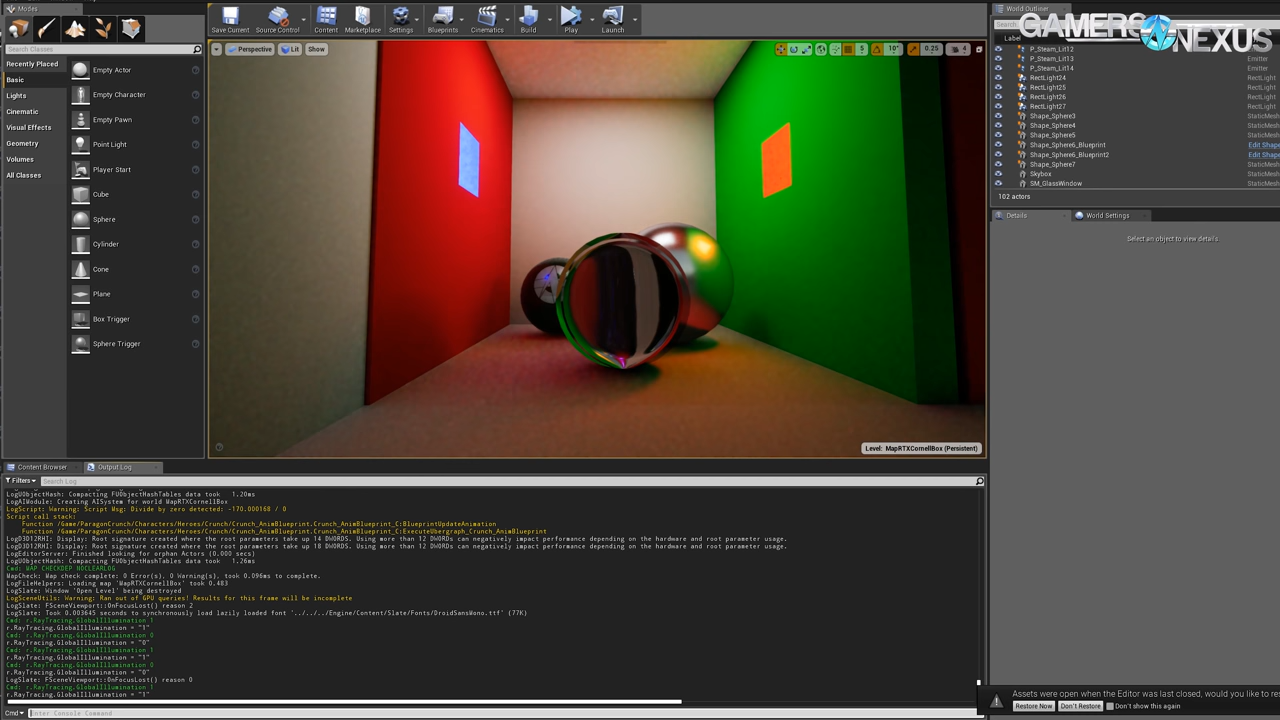 Modes
Search Classes
Recently Placed
Basic
Lights
Cinematic
Visual Effects
Geometry
Volumes
All Classes
Empty Actor
Empty Character
Empty Pawn
Point Light
Player Start
Cube
Sphere
Cylinder
Cone
Plane
Box Trigger
Sphere Trigger
Save Current
Source Control
Content
Marketplace
Settings
Blueprints
Cinematics
Build
Play
Launch
Perspective
Lit
Show
5
10°
0.25
4
Level: MapRTXCornellBox (Persistent)
World Outliner
GAMERS NEXUS
Search:
Label
P_Steam_Lit12
P_Steam_Lit13 Emitter
P_Steam_Lit14 Emitter
RectLight24 RectLight
RectLight25 RectLight
RectLight26 RectLight
RectLight27 RectLight
Shape_Sphere3 StaticMesh
Shape_Sphere4 StaticMesh
Shape_Sphere5 StaticMesh
Shape_Sphere6_Blueprint Edit Shape
Shape_Sphere6_Blueprint2 Edit Shape
Shape_Sphere7 StaticMesh
Skybox StaticMesh
SM_GlassWindow StaticMesh
102 actors
Details
World Settings
Select an object to view details.
Content Browser
Output Log
Filters
Search Log
LogUObjectHash: Compacting FUObjectHashTables data took 1.20ms
LogAIModule: Creating AISystem for world MapRTXCornellBox
LogScript: Warning: Script Msg: Divide by zero detected: -170.000168 / 0
Script call stack:
Function /Game/ParagonCrunch/Characters/Heroes/Crunch/Crunch_AnimBlueprint.Crunch_AnimBlueprint_C:BlueprintUpdateAnimation
Function /Game/ParagonCrunch/Characters/Heroes/Crunch/Crunch_AnimBlueprint.Crunch_AnimBlueprint_C:ExecuteUbergraph_Crunch_AnimBlueprint
LogD3D12RHI: Display: Root signature created where the root parameters take up 14 DWORDS. Using more than 12 DWORDs can negatively impact performance depending on the hardware and root parameter usage.
LogD3D12RHI: Display: Root signature created where the root parameters take up 18 DWORDS. Using more than 12 DWORDs can negatively impact performance depending on the hardware and root parameter usage.
LogEditorServer: Finished looking for orphan Actors (0.000 secs)
LogUObjectHash: Compacting FUObjectHashTables data took 1.26ms
Cmd: MAP CHECKDEP NOCLEARLOG
MapCheck: Map check complete: 0 Error(s), 0 Warning(s), took 0.096ms to complete.
LogFileHelpers: Loading map 'MapRTXCornellBox' took 0.483
LogSlate: Window 'Open Level' being destroyed
LogSceneUtils: Warning: Ran out of GPU queries! Results for this frame will be incomplete
LogSlate: FSceneViewport::OnFocusLost() reason 2
LogSlate: Took 0.003645 seconds to synchronously load lazily loaded font '../../../Engine/Content/Slate/Fonts/DroidSansMono.ttf' (77K)
Cmd: r.RayTracing.GlobalIllumination 1
r.RayTracing.GlobalIllumination = "1"
Cmd: r.RayTracing.GlobalIllumination 0
r.RayTracing.GlobalIllumination = "0"
Cmd: r.RayTracing.GlobalIllumination 1
r.RayTracing.GlobalIllumination = "1"
Cmd: r.RayTracing.GlobalIllumination 0
r.RayTracing.GlobalIllumination = "0"
LogSlate: FSceneViewport::OnFocusLost() reason 0
Cmd: r.RayTracing.GlobalIllumination 1
r.RayTracing.GlobalIllumination = "1"
Cmd
Enter Console Command
Assets were open when the Editor was last closed, would you like to res
Restore Now
Don't Restore
Don't show this again